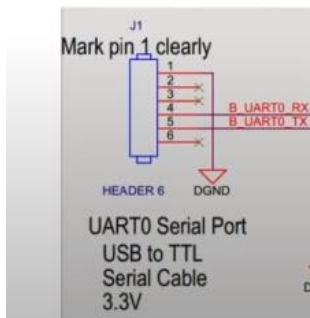 J1
Mark pin 1 clearly
1
2
3
4
B_UART0_RX
5
B_UART0_TX
6
HEADER 6
DGND
UART0 Serial Port
USB to TTL
Serial Cable
3.3V
D